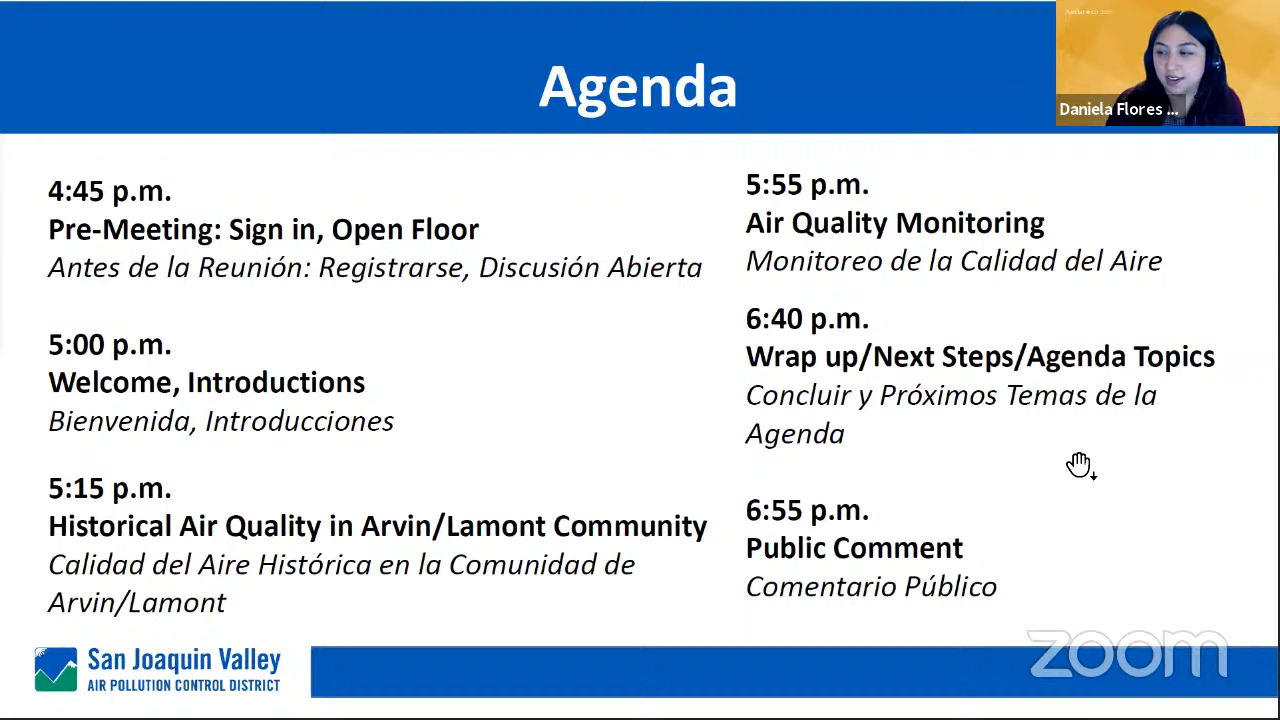 Agenda
Daniela Flores ...
4:45 p.m.
Pre-Meeting: Sign in, Open Floor
Antes de la Reunión: Registrarse, Discusión Abierta
5:00 p.m.
Welcome, Introductions
Bienvenida, Introducciones
5:15 p.m.
Historical Air Quality in Arvin/Lamont Community
Calidad del Aire Histórica en la Comunidad de
Arvin/Lamont
5:55 p.m.
Air Quality Monitoring
Monitoreo de la Calidad del Aire
6:40 p.m.
Wrap up/Next Steps/Agenda Topics
Concluir y Próximos Temas de la
Agenda
6:55 p.m.
Public Comment
Comentario Público
San Joaquin Valley
AIR POLLUTION CONTROL DISTRICT
zoom